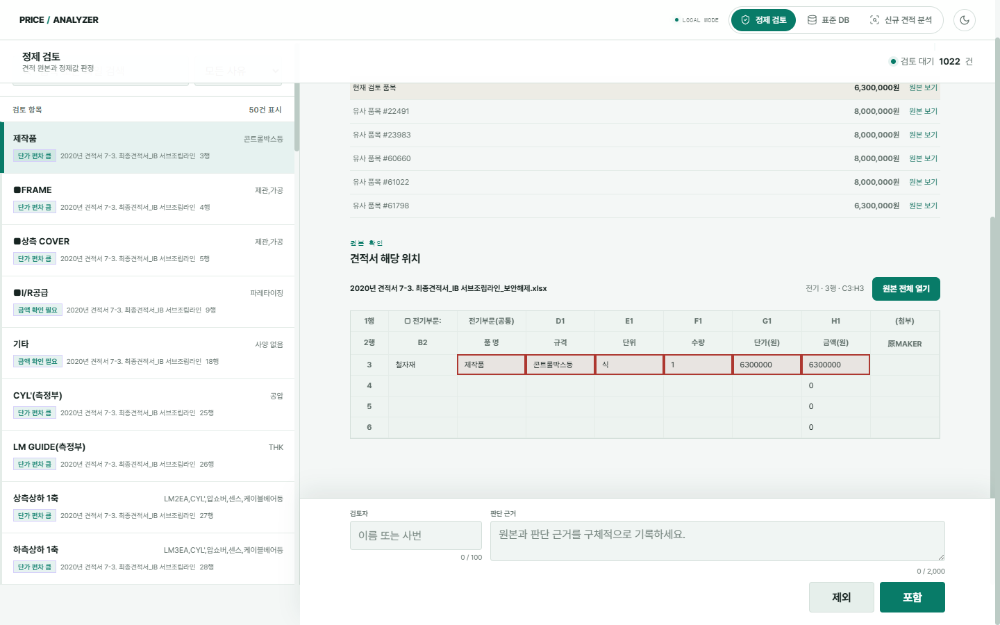 PRICE / ANALYZER
LOCAL MODE
정제 검토
표준 DB
신규 견적 분석
정제 검토
견적 원본과 정제값 판정
모든 사유
검토 대기 1022 건
검토 항목
50건 표시
제작품
콘트롤박스등
단가 편차 큼 2020년 견적서 7-3. 최종견적서_IB 서브조립라인 3행
■FRAME
제관,가공
단가 편차 큼 2020년 견적서 7-3. 최종견적서_IB 서브조립라인 4행
■상측 COVER
제관,가공
단가 편차 큼 2020년 견적서 7-3. 최종견적서_IB 서브조립라인 5행
■I/R공급
파레타이징
금액 확인 필요 2020년 견적서 7-3. 최종견적서_IB 서브조립라인 9행
기타
사양 없음
금액 확인 필요 2020년 견적서 7-3. 최종견적서_IB 서브조립라인 18행
CYL'(측정부)
공압
단가 편차 큼 2020년 견적서 7-3. 최종견적서_IB 서브조립라인 25행
LM GUIDE(측정부)
THK
단가 편차 큼 2020년 견적서 7-3. 최종견적서_IB 서브조립라인 26행
상측상하 1축
LM2EA,CYL',압쇼버,센스,케이블베어등
단가 편차 큼 2020년 견적서 7-3. 최종견적서_IB 서브조립라인 27행
하측상하 1축
LM3EA,CYL',압쇼버,센스,케이블베어등
단가 편차 큼 2020년 견적서 7-3. 최종견적서_IB 서브조립라인 28행
현재 검토 품목 6,300,000원 원본 보기
유사 품목 #22491 8,000,000원 원본 보기
유사 품목 #23983 8,000,000원 원본 보기
유사 품목 #60660 8,000,000원 원본 보기
유사 품목 #61022 8,000,000원 원본 보기
유사 품목 #61798 6,300,000원 원본 보기
원본 확인
견적서 해당 위치
2020년 견적서 7-3. 최종견적서_IB 서브조립라인_보안해제.xlsx
전기 · 3행 · C3:H3
원본 전체 열기
1행 □ 전기부문: 전기부문(공통) D1 E1 F1 G1 H1 (첨부)
2행 B2 품 명 규격 단위 수량 단가(원) 금액(원) 原MAKER
3 철자재 제작품 콘트롤박스등 식 1 6300000 6300000
4 0
5 0
6 0
검토자
이름 또는 사번
0 / 100
판단 근거
원본과 판단 근거를 구체적으로 기록하세요.
0 / 2,000
제외
포함